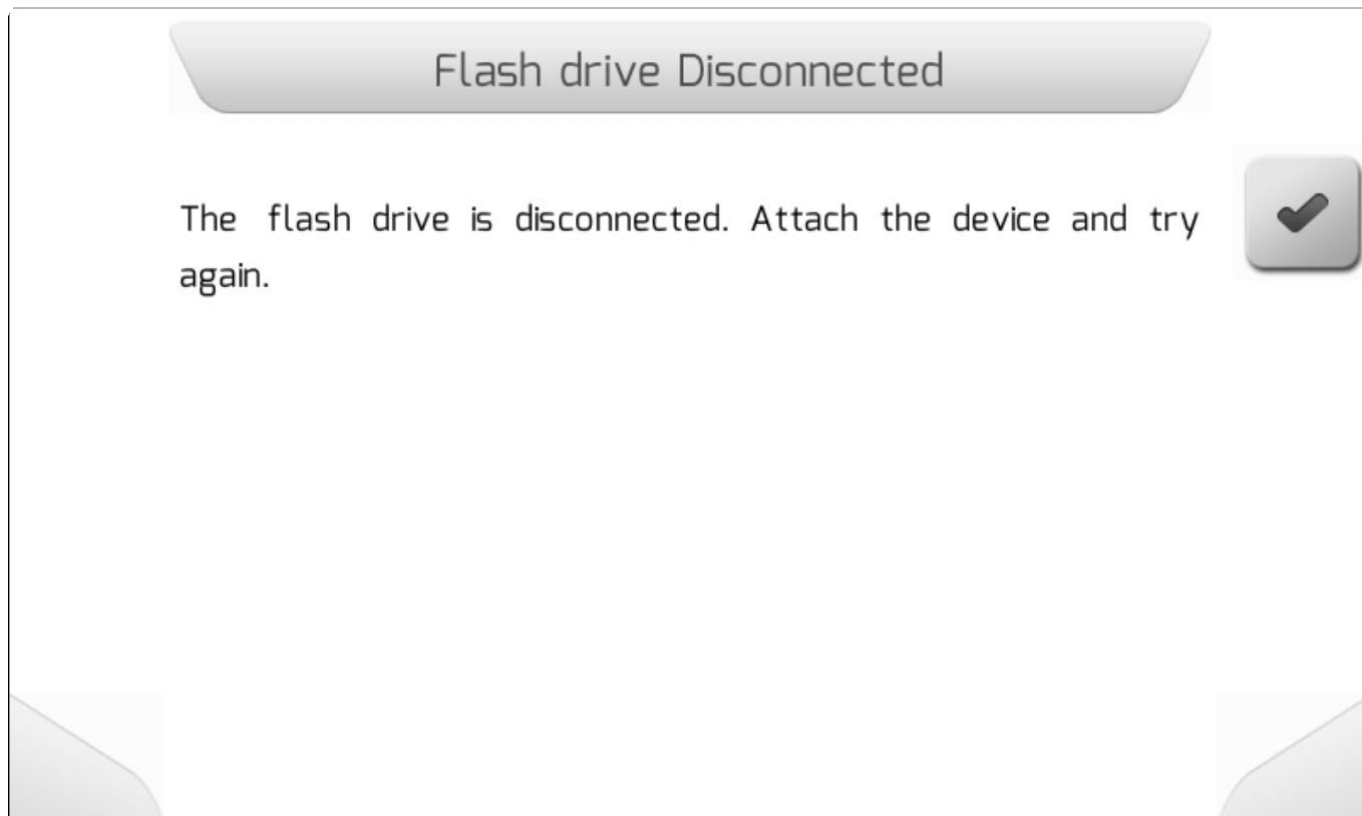 Flash drive Disconnected
The flash drive is disconnected. Attach the device and try
again.